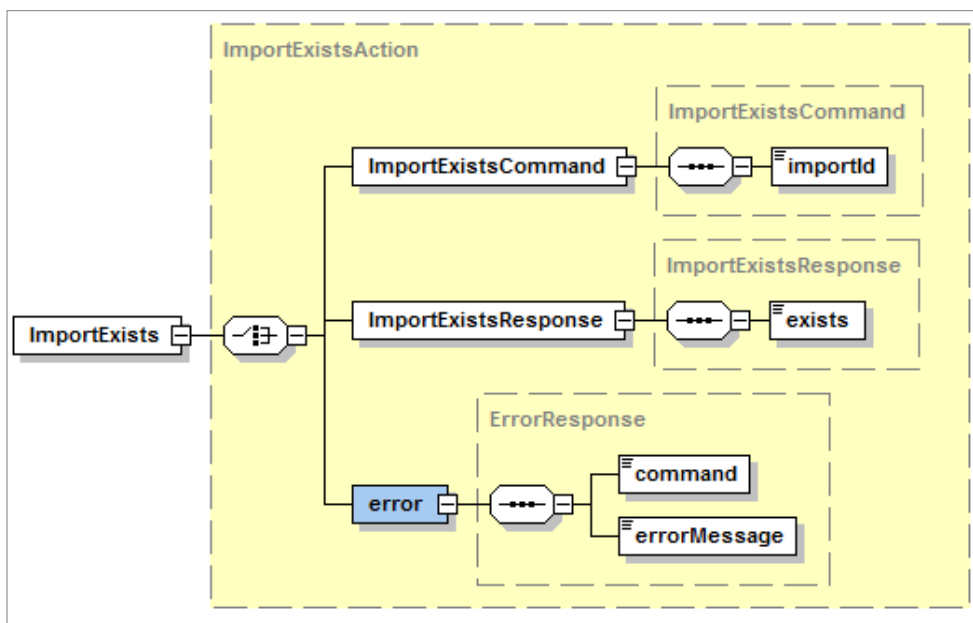 ImportExistsAction
ImportExistsCommand
ImportExistsCommand
importId
ImportExistsResponse
ImportExistsResponse
exists
ImportExists
ErrorResponse
command
error
errorMessage